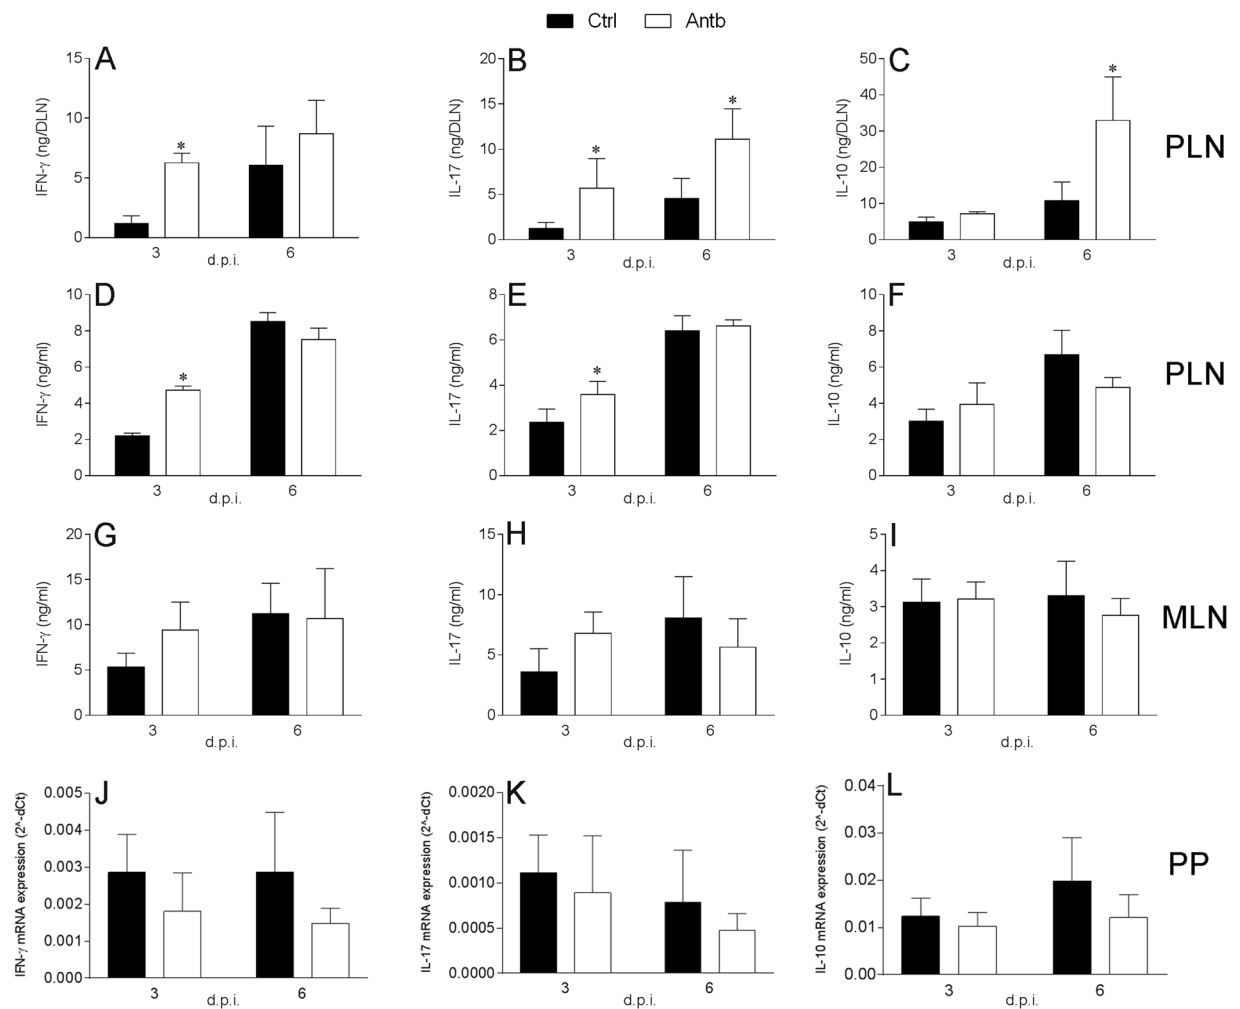 Ctrl Antb
A
15
10
5
0
IFN-γ (ng/DLN)
*
3 6
d.p.i.
B
20
15
10
5
0
IL-17 (ng/DLN)
* *
3 6
d.p.i.
C
50
40
30
20
10
0
IL-10 (ng/DLN)
*
3 6
d.p.i.
PLN
D
10
8
6
4
2
0
IFN-γ (ng/ml)
*
3 6
d.p.i.
E
8
6
4
2
0
IL-17 (ng/ml)
*
3 6
d.p.i.
F
10
8
6
4
2
0
IL-10 (ng/ml)
3 6
d.p.i.
PLN
G
20
15
10
5
0
IFN-γ (ng/ml)
3 6
d.p.i.
H
15
10
5
0
IL-17 (ng/ml)
3 6
d.p.i.
I
5
4
3
2
1
0
IL-10 (ng/ml)
3 6
d.p.i.
MLN
J
0.005
0.004
0.003
0.002
0.001
0.000
IFN-γ mRNA expression (2^-dCt)
3 6
d.p.i.
K
0.0020
0.0015
0.0010
0.0005
0.0000
IL-17 mRNA expression (2^-dCt)
3 6
d.p.i.
L
0.04
0.03
0.02
0.01
0.00
IL-10 mRNA expression (2^-dCt)
3 6
d.p.i.
PP